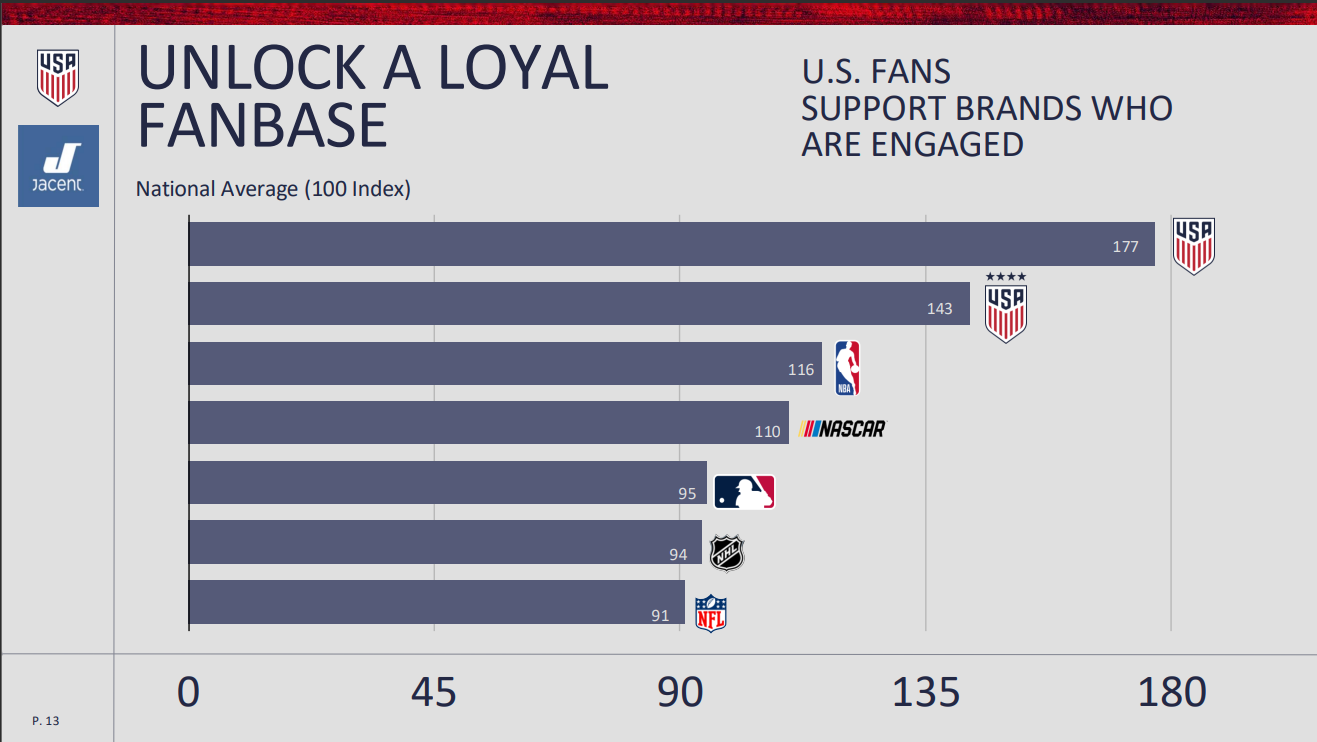 USA
UNLOCK A LOYAL
FANBASE
U.S. FANS
SUPPORT BRANDS WHO
ARE ENGAGED
Jacent
National Average (100 Index)
177
USA
143
USA
116
NBA
110
NASCAR
95
94
NHL
91
NFL
0 45 90 135 180
P. 13